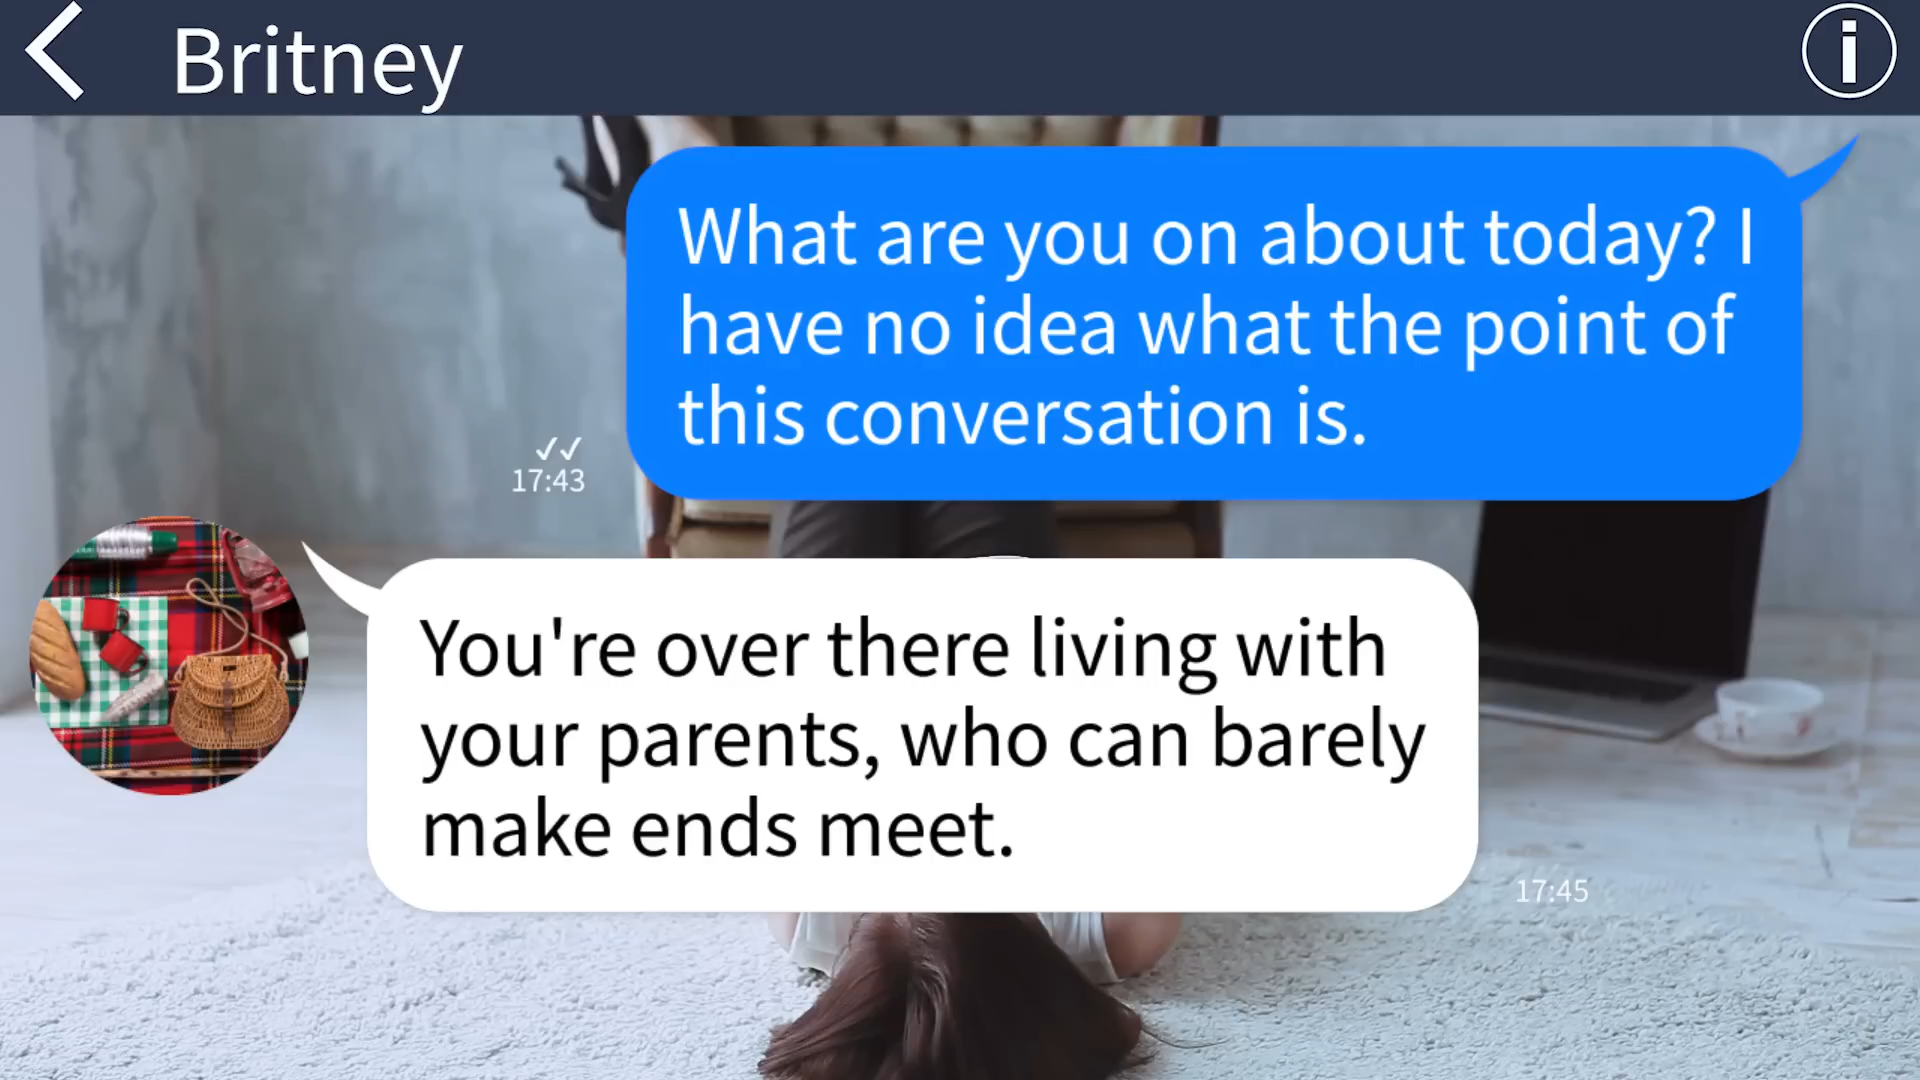 Britney
What are you on about today? I
have no idea what the point of
this conversation is.
17:43
You're over there living with
your parents, who can barely
make ends meet.
17:45